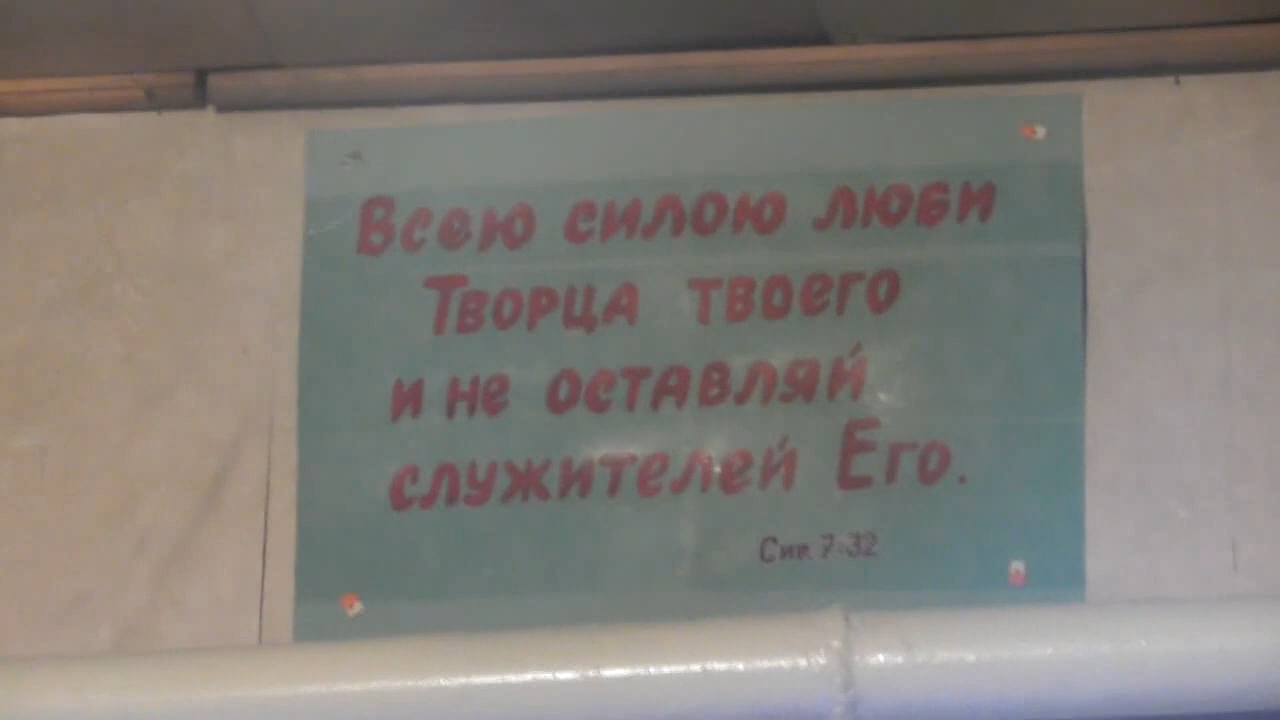 Всею силою люби
Творца твоего
и не оставляй
служителей Его.
Сир. 7:32